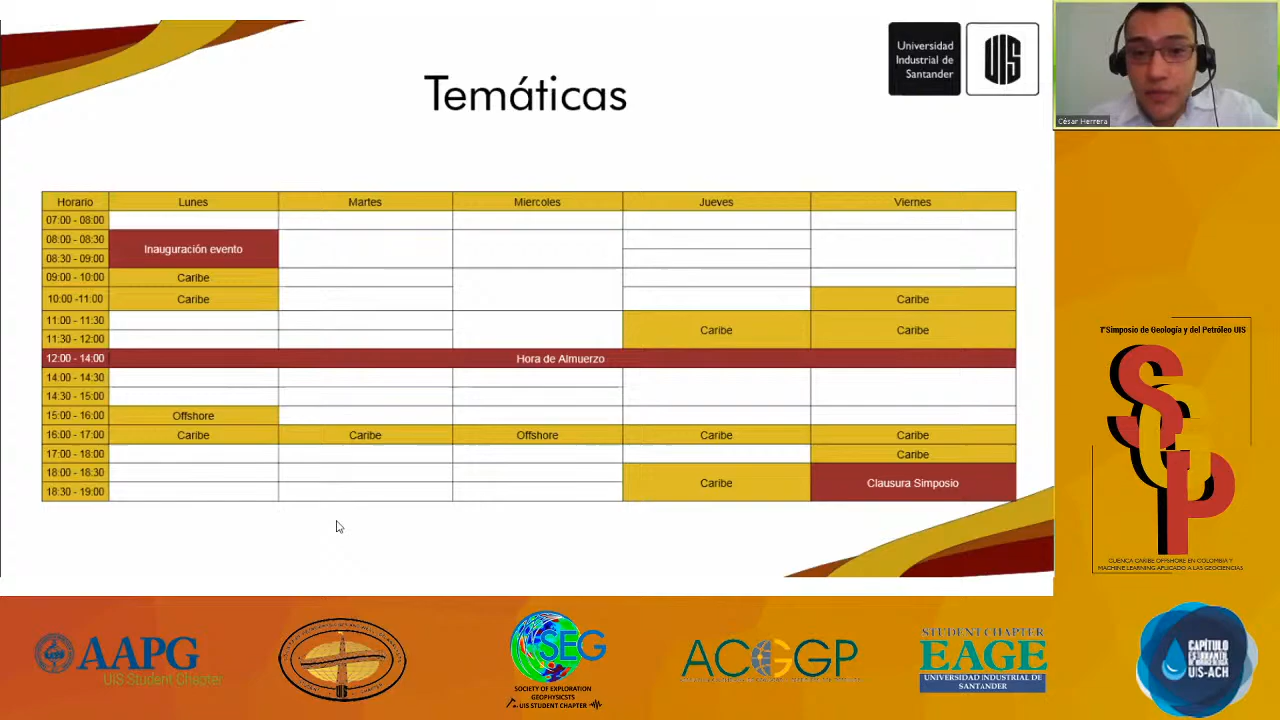 Temáticas
Universidad
Industrial de
Santander
UIS
César Herrera
Horario Lunes Martes Miercoles Jueves Viernes
07:00 - 08:00
08:00 - 08:30
Inauguración evento
08:30 - 09:00
09:00 - 10:00 Caribe
10:00 -11:00 Caribe Caribe
11:00 - 11:30
Caribe Caribe
11:30 - 12:00
12:00 - 14:00 Hora de Almuerzo
14:00 - 14:30
14:30 - 15:00
15:00 - 16:00 Offshore
16:00 - 17:00 Caribe Caribe Offshore Caribe Caribe
17:00 - 18:00 Caribe
18:00 - 18:30
Caribe Clausura Simposio
18:30 - 19:00
1°Simposio de Geología y del Petróleo UIS
SGP
CUENCA CARIBE OFFSHORE EN COLOMBIA Y
MACHINE LEARNING APLICADO A LAS GEOCIENCIAS
AAPG
UIS Student Chapter
SEG
SOCIETY OF EXPLORATION
GEOPHYSICSTS
UIS STUDENT CHAPTER
ACGGP
STUDENT CHAPTER
EAGE
UNIVERSIDAD INDUSTRIAL DE
SANTANDER
CAPÍTULO
ESTUDIANTIL
DE HIDROGEOLOGÍA
UIS-ACH